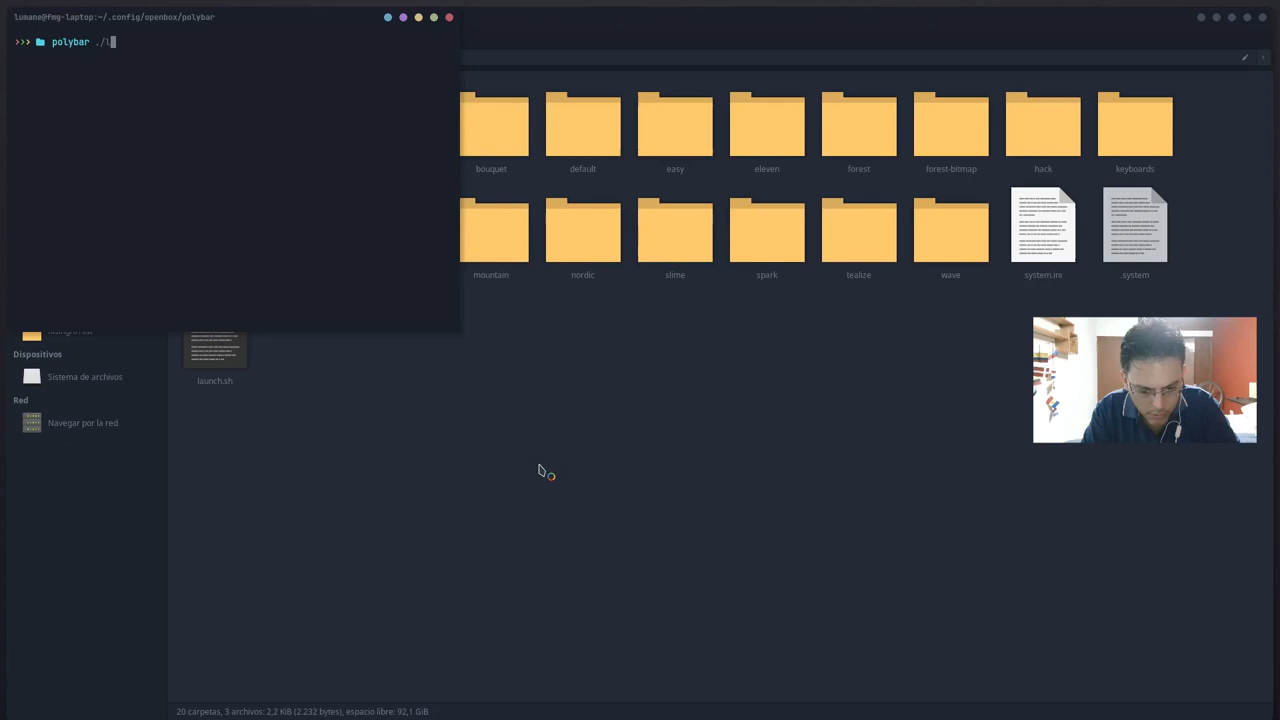 lumane@fmg-laptop:~/.config/openbox/polybar
››› polybar ./l
bouquet default easy eleven forest forest-bitmap hack keyboards
mountain nordic slime spark tealize wave system.ini .system
Dispositivos
launch.sh
Sistema de archivos
Red
Navegar por la red
20 carpetas, 3 archivos: 2,2 KiB (2.232 bytes), espacio libre: 92,1 GiB